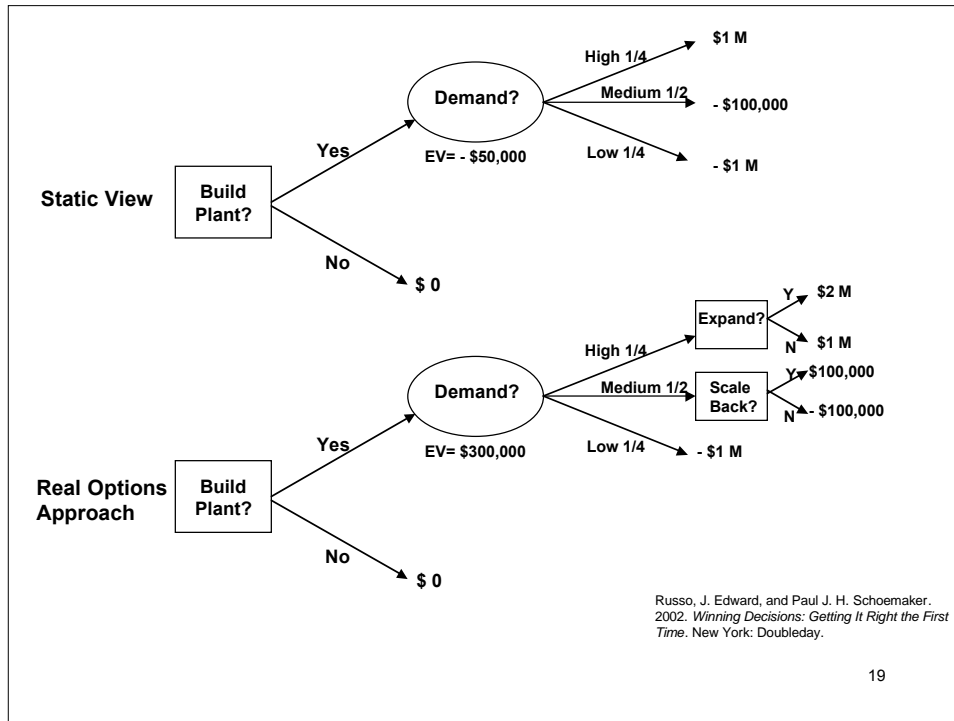 $1 M
High 1/4
Medium 1/2
Demand?
- $100,000
Yes
EV= - $50,000
Low 1/4
- $1 M
Static View
Build
Plant?
No
$ 0
Y
$2 M
Expand?
High 1/4
N
$1 M
Demand?
Medium 1/2
Scale
Back?
Y
$100,000
N
- $100,000
Yes
EV= $300,000
Low 1/4
- $1 M
Real Options
Approach
Build
Plant?
No
$ 0
Russo, J. Edward, and Paul J. H. Schoemaker.
2002. Winning Decisions: Getting It Right the First
Time. New York: Doubleday.
19